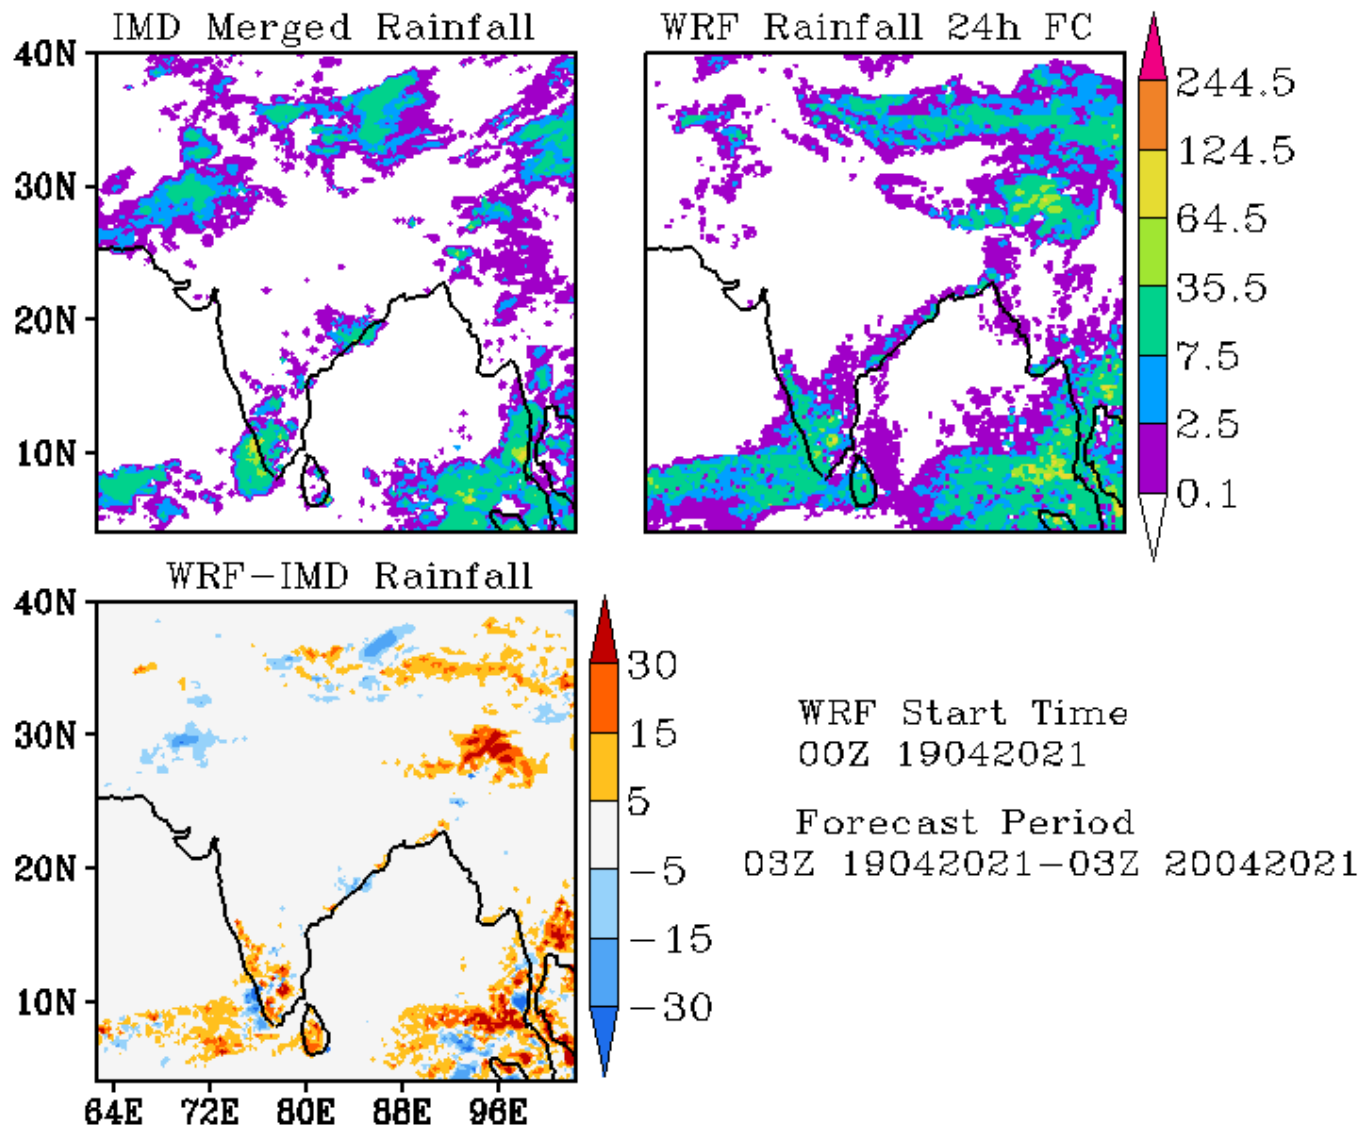 IMD Merged Rainfall
WRF Rainfall 24h FC
40N
30N
20N
10N
244.5
124.5
64.5
35.5
7.5
2.5
0.1
WRF-IMD Rainfall
40N
30N
20N
10N
64E 72E 80E 88E 96E
30
15
5
-5
-15
-30
WRF Start Time
00Z 19042021
Forecast Period
03Z 19042021-03Z 20042021